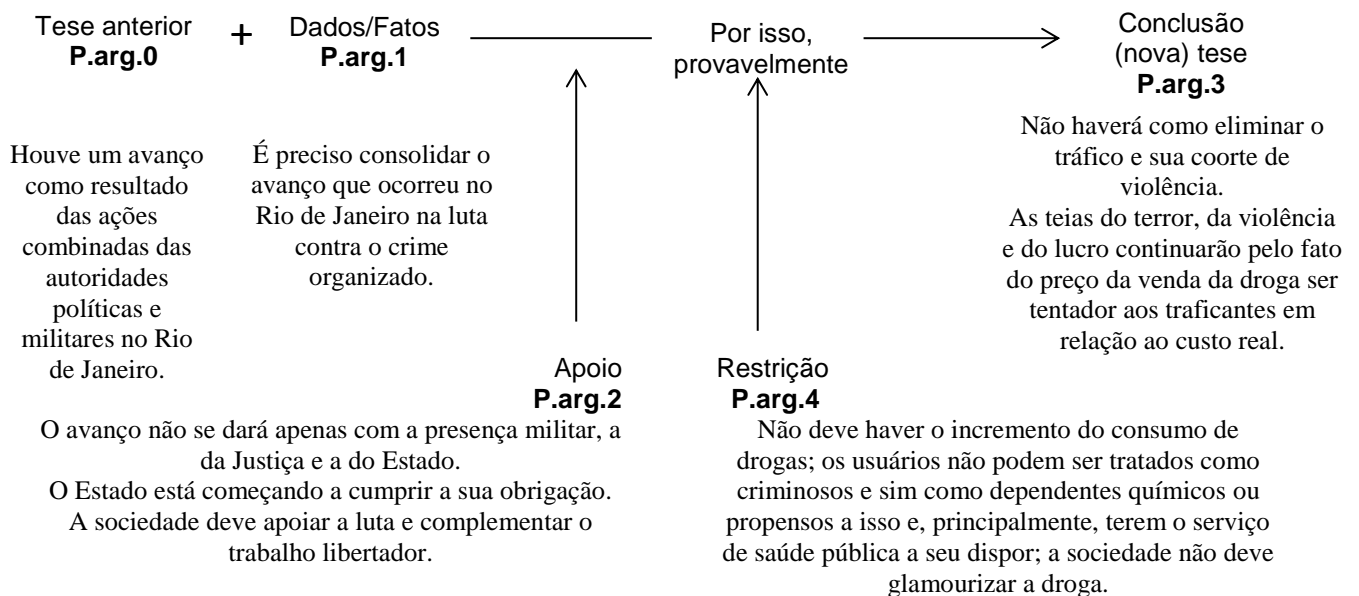 Tese anterior
P.arg.0
+
Dados/Fatos
P.arg.1
Por isso,
provavelmente
Conclusão
(nova) tese
P.arg.3
Houve um avanço
como resultado
das ações
combinadas das
autoridades
políticas e
militares no Rio
de Janeiro.
É preciso consolidar o
avanço que ocorreu no
Rio de Janeiro na luta
contra o crime
organizado.
Não haverá como eliminar o
tráfico e sua coorte de
violência.
As teias do terror, da violência
e do lucro continuarão pelo fato
do preço da venda da droga ser
tentador aos traficantes em
relação ao custo real.
Apoio
P.arg.2
O avanço não se dará apenas com a presença militar, a
da Justiça e a do Estado.
O Estado está começando a cumprir a sua obrigação.
A sociedade deve apoiar a luta e complementar o
trabalho libertador.
Restrição
P.arg.4
Não deve haver o incremento do consumo de
drogas; os usuários não podem ser tratados como
criminosos e sim como dependentes químicos ou
propensos a isso e, principalmente, terem o serviço
de saúde pública a seu dispor; a sociedade não deve
glamourizar a droga.